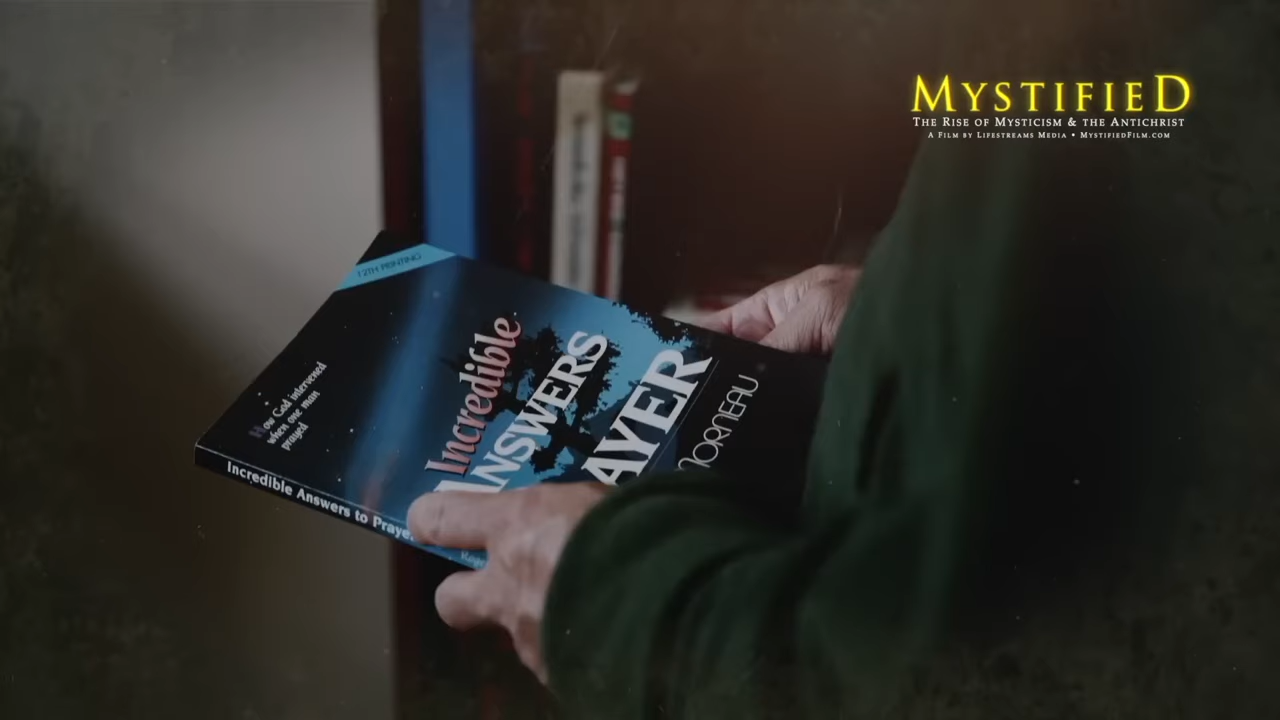 MYSTIFIED
THE RISE OF MYSTICISM & THE ANTICHRIST
A FILM BY LIFESTREAMS MEDIA • MYSTIFIEDFILM.COM
12TH PRINTING
How God intervened
when one man
prayed
Incredible
ANSWERS
AYER
MORNEAU
Incredible Answers to Praye